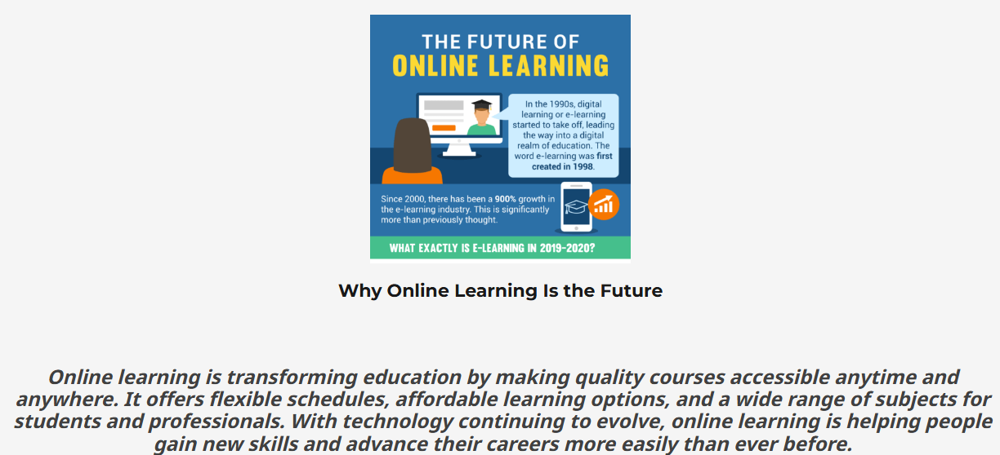 THE FUTURE OF
ONLINE LEARNING
In the 1990s, digital
learning or e-learning
started to take off, leading
the way into a digital
realm of education. The
word e-learning was first
created in 1998.
Since 2000, there has been a 900% growth in
the e-learning industry. This is significantly
more than previously thought.
WHAT EXACTLY IS E-LEARNING IN 2019-2020?
Why Online Learning Is the Future
Online learning is transforming education by making quality courses accessible anytime and
anywhere. It offers flexible schedules, affordable learning options, and a wide range of subjects for
students and professionals. With technology continuing to evolve, online learning is helping people
gain new skills and advance their careers more easily than ever before.